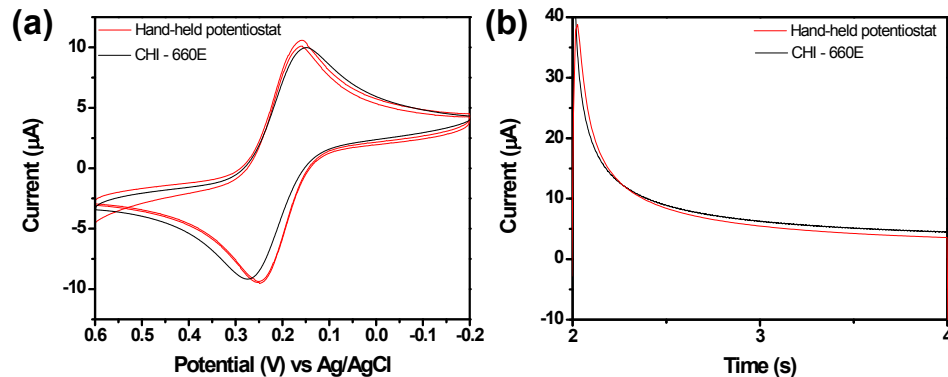 (a)
Hand-held potentiostat
CHI - 660E
10
5
0
-5
-10
Current (µA)
0.6 0.5 0.4 0.3 0.2 0.1 0.0 -0.1 -0.2
Potential (V) vs Ag/AgCl
(b)
Hand-held potentiostat
CHI - 660E
40
30
20
10
0
-10
Current (µA)
2 3 4
Time (s)